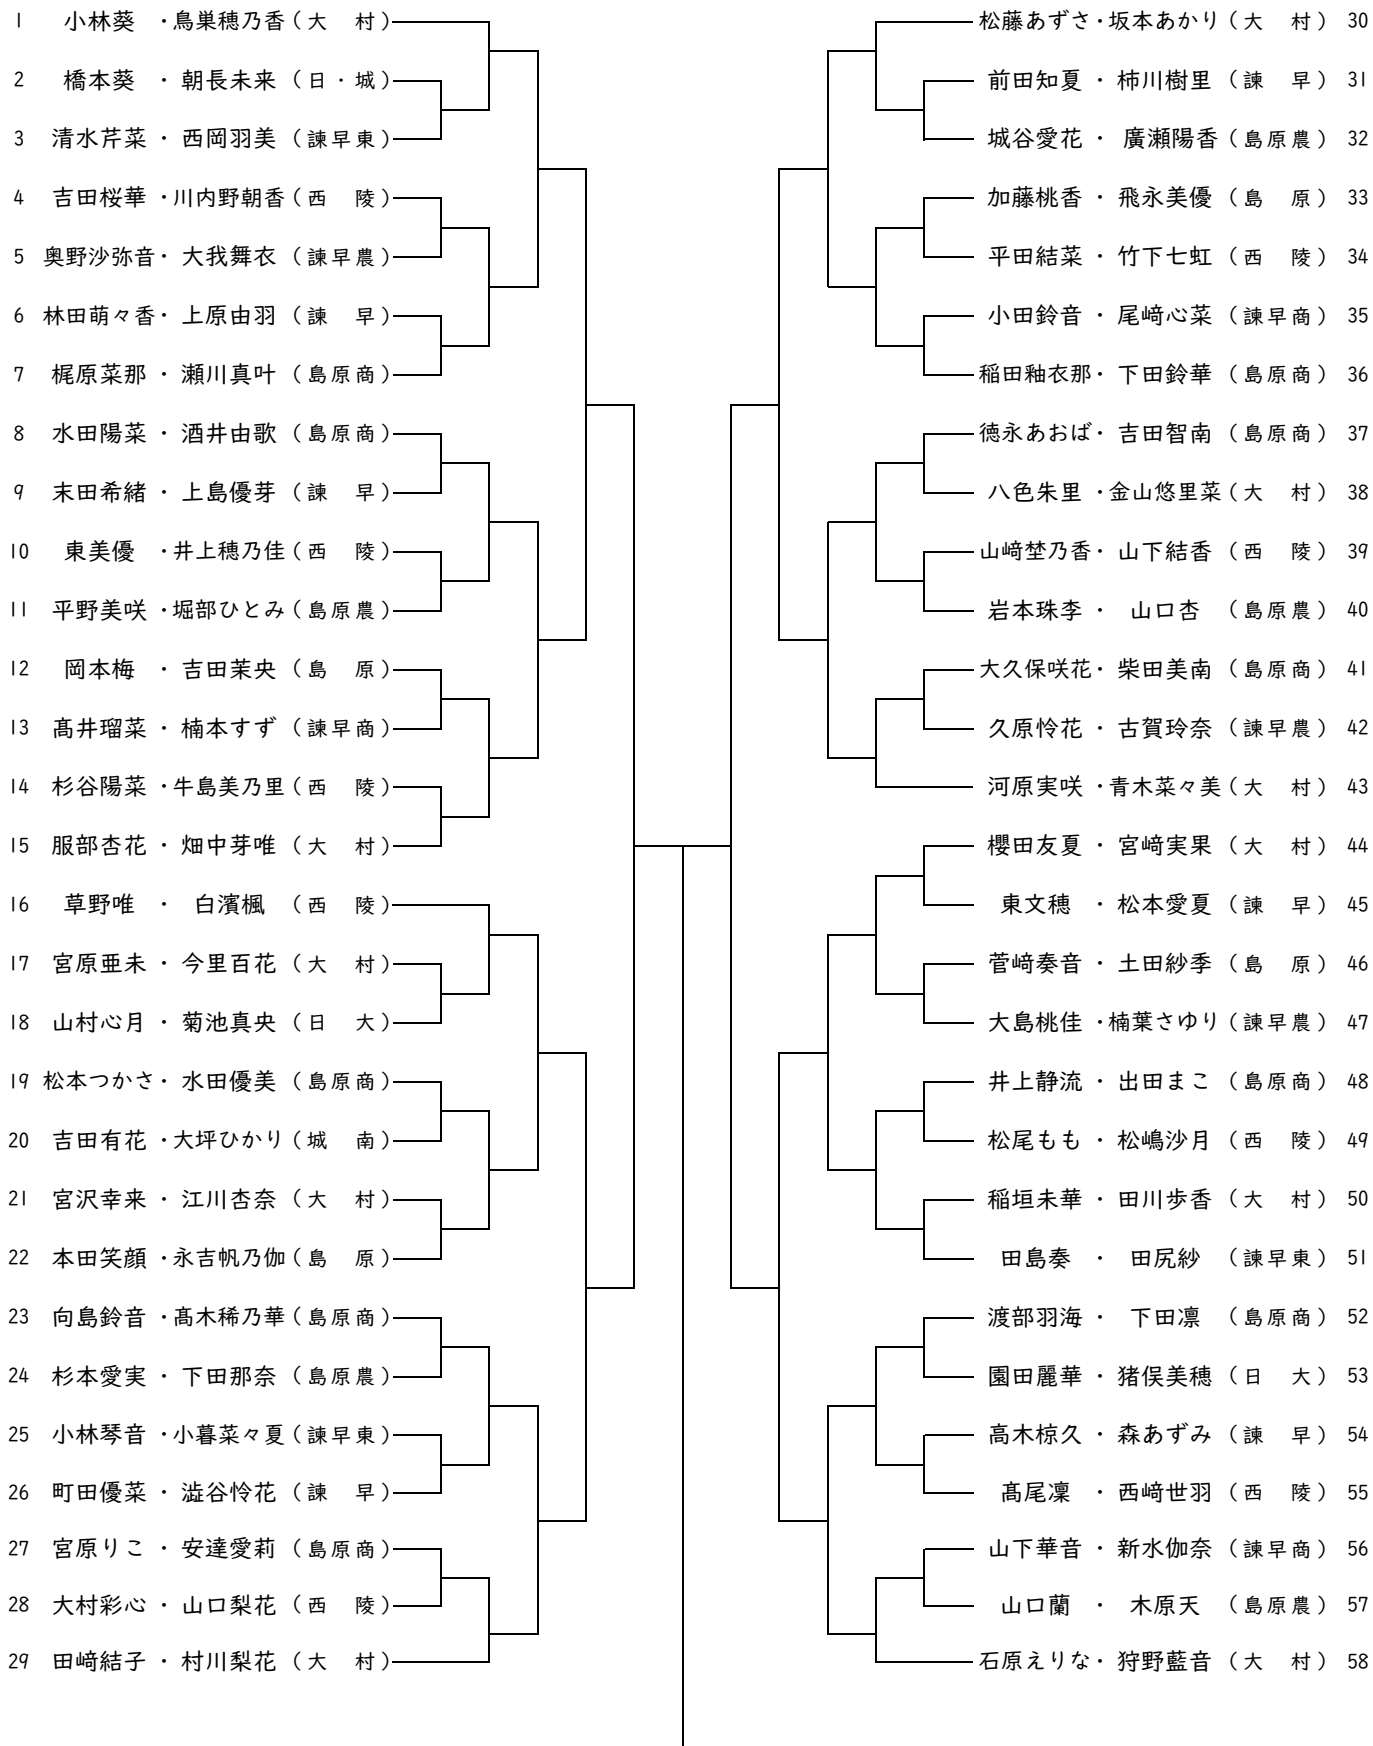 1 小林葵 ・鳥巣穂乃香(大 村)
2 橋本葵 ・ 朝長未来 (日・城)
3 清水芹菜 ・ 西岡羽美 (諫早東)
4 吉田桜華 ・川内野朝香(西 陵)
5 奥野沙弥音・ 大我舞衣 (諫早農)
6 林田萌々香・ 上原由羽 (諫 早)
7 梶原菜那 ・ 瀬川真叶 (島原商)
8 水田陽菜 ・ 酒井由歌 (島原商)
9 末田希緒 ・ 上島優芽 (諫 早)
10 東美優 ・井上穂乃佳(西 陵)
11 平野美咲 ・堀部ひとみ(島原農)
12 岡本梅 ・ 吉田茉央 (島 原)
13 髙井瑠菜 ・ 楠本すず (諫早商)
14 杉谷陽菜 ・牛島美乃里(西 陵)
15 服部杏花 ・ 畑中芽唯 (大 村)
16 草野唯 ・ 白濱楓 (西 陵)
17 宮原亜未 ・ 今里百花 (大 村)
18 山村心月 ・ 菊池真央 (日 大)
19 松本つかさ・ 水田優美 (島原商)
20 吉田有花 ・大坪ひかり(城 南)
21 宮沢幸来 ・ 江川杏奈 (大 村)
22 本田笑顔 ・永吉帆乃伽(島 原)
23 向島鈴音 ・髙木稀乃華(島原商)
24 杉本愛実 ・ 下田那奈 (島原農)
25 小林琴音 ・小暮菜々夏(諫早東)
26 町田優菜 ・ 澁谷怜花 (諫 早)
27 宮原りこ ・ 安達愛莉 (島原商)
28 大村彩心 ・ 山口梨花 (西 陵)
29 田﨑結子 ・ 村川梨花 (大 村)
松藤あずさ・坂本あかり(大 村) 30
前田知夏 ・ 柿川樹里 (諫 早) 31
城谷愛花 ・ 廣瀬陽香 (島原農) 32
加藤桃香 ・ 飛永美優 (島 原) 33
平田結菜 ・ 竹下七虹 (西 陵) 34
小田鈴音 ・ 尾﨑心菜 (諫早商) 35
稲田釉衣那・ 下田鈴華 (島原商) 36
徳永あおば・ 吉田智南 (島原商) 37
八色朱里 ・金山悠里菜(大 村) 38
山﨑埜乃香・ 山下結香 (西 陵) 39
岩本珠李 ・ 山口杏 (島原農) 40
大久保咲花・ 柴田美南 (島原商) 41
久原怜花 ・ 古賀玲奈 (諫早農) 42
河原実咲 ・青木菜々美(大 村) 43
櫻田友夏 ・ 宮﨑実果 (大 村) 44
東文穂 ・ 松本愛夏 (諫 早) 45
菅﨑奏音 ・ 土田紗季 (島 原) 46
大島桃佳 ・楠葉さゆり(諫早農) 47
井上静流 ・ 出田まこ (島原商) 48
松尾もも ・ 松嶋沙月 (西 陵) 49
稲垣未華 ・ 田川歩香 (大 村) 50
田島奏 ・ 田尻紗 (諫早東) 51
渡部羽海 ・ 下田凛 (島原商) 52
園田麗華 ・ 猪俣美穂 (日 大) 53
高木椋久 ・ 森あずみ (諫 早) 54
髙尾凜 ・ 西﨑世羽 (西 陵) 55
山下華音 ・ 新水伽奈 (諫早商) 56
山口蘭 ・ 木原天 (島原農) 57
石原えりな・ 狩野藍音 (大 村) 58